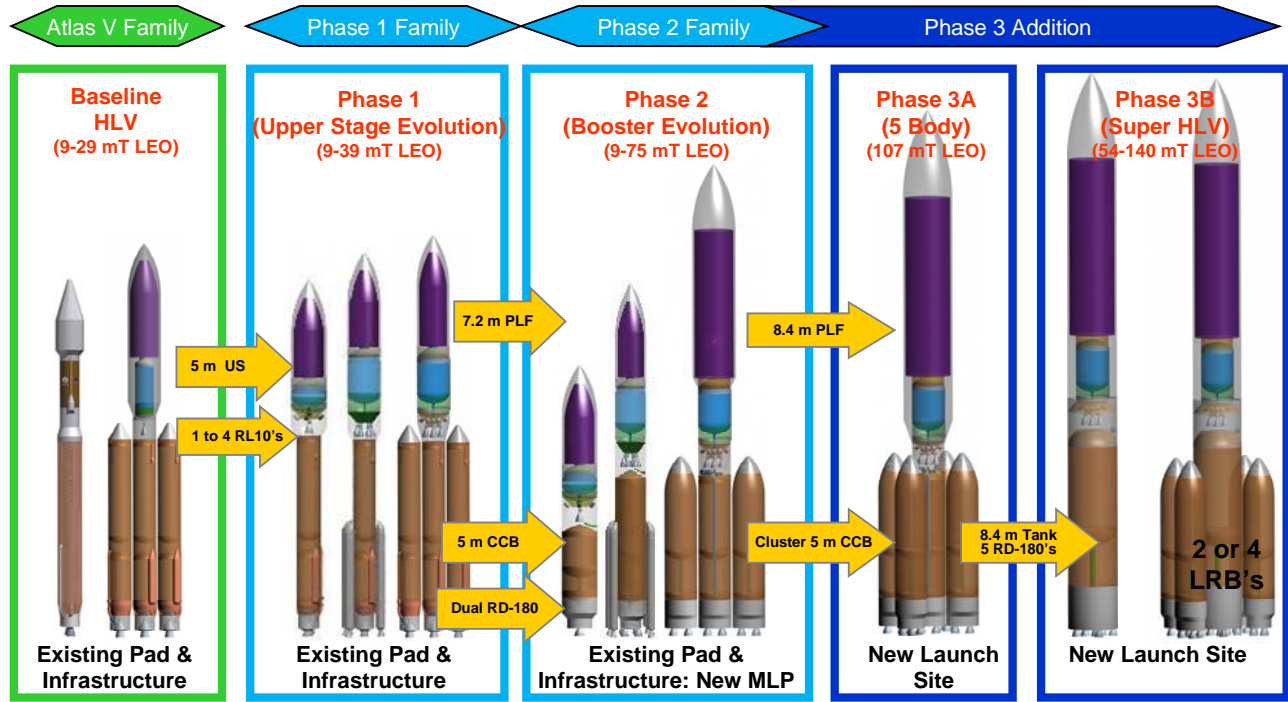 Atlas V Family
Phase 1 Family
Phase 2 Family
Phase 3 Addition
Baseline
HLV
(9-29 mT LEO)
5 m  US
1 to 4 RL10's
Existing Pad &
Infrastructure
Phase 1
(Upper Stage Evolution)
(9-39 mT LEO)
7.2 m PLF
5 m CCB
Dual RD-180
Existing Pad &
Infrastructure
Phase 2
(Booster Evolution)
(9-75 mT LEO)
8.4 m PLF
Cluster 5 m CCB
Existing Pad &
Infrastructure: New MLP
Phase 3A
(5 Body)
(107 mT LEO)
8.4 m Tank
5 RD-180's
New Launch
Site
Phase 3B
(Super HLV)
(54-140 mT LEO)
2 or 4
LRB's
New Launch Site